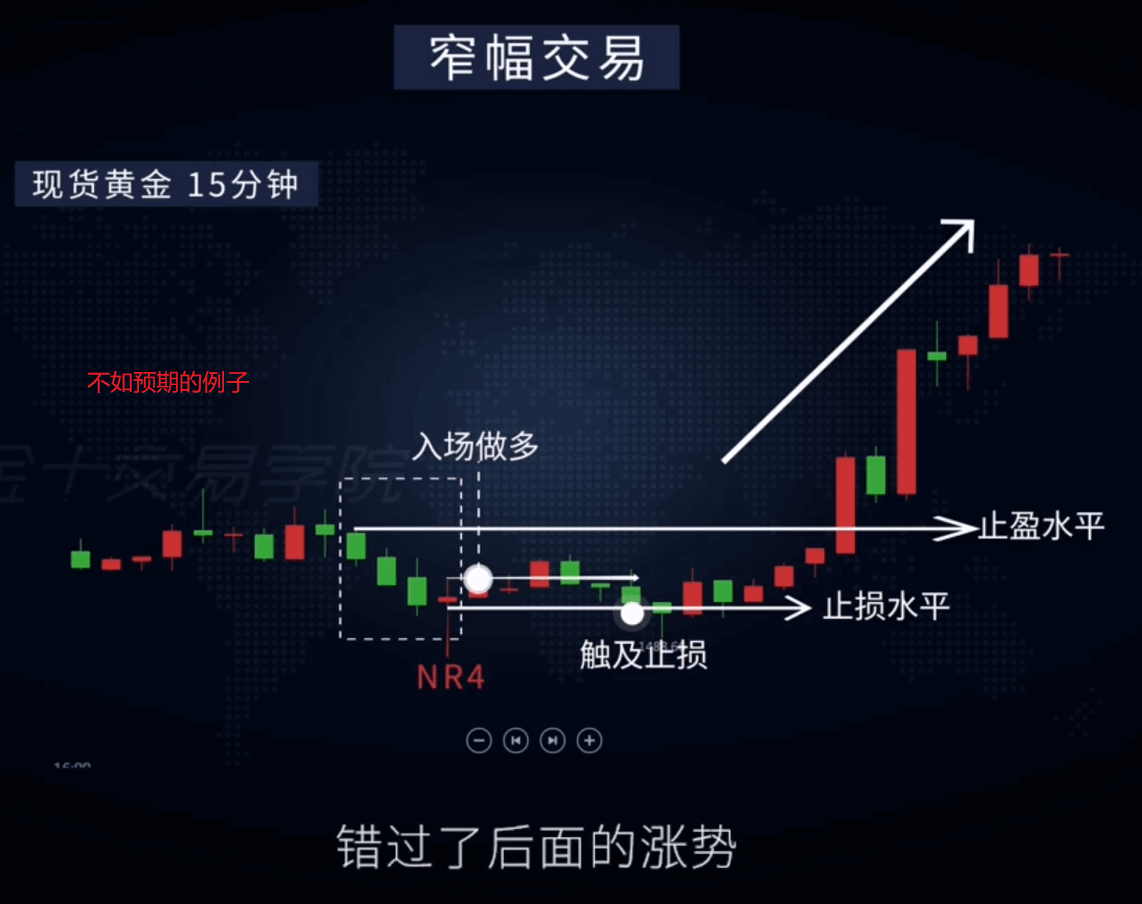 窄幅交易
现货黄金 15分钟
不如预期的例子
入场做多
金十交易学院
止盈水平
止损水平
触及止损
NR4
16:00
错过了后面的涨势